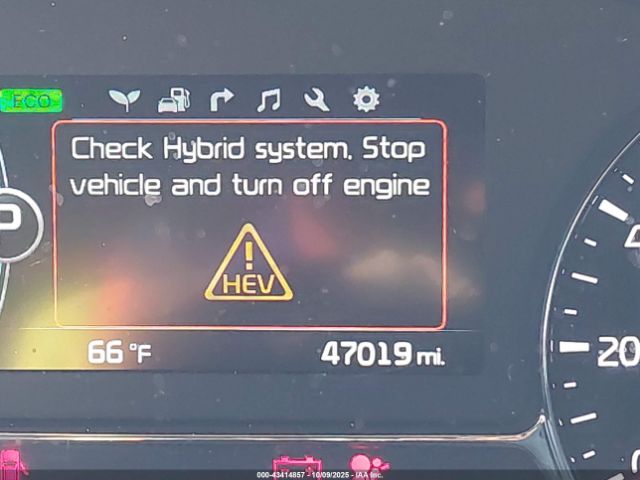 ECO
Check Hybrid system. Stop
vehicle and turn off engine
P
HEV
66 °F
47019 mi.
20
000-43414857 - 10/09/2025 - IAA Inc.